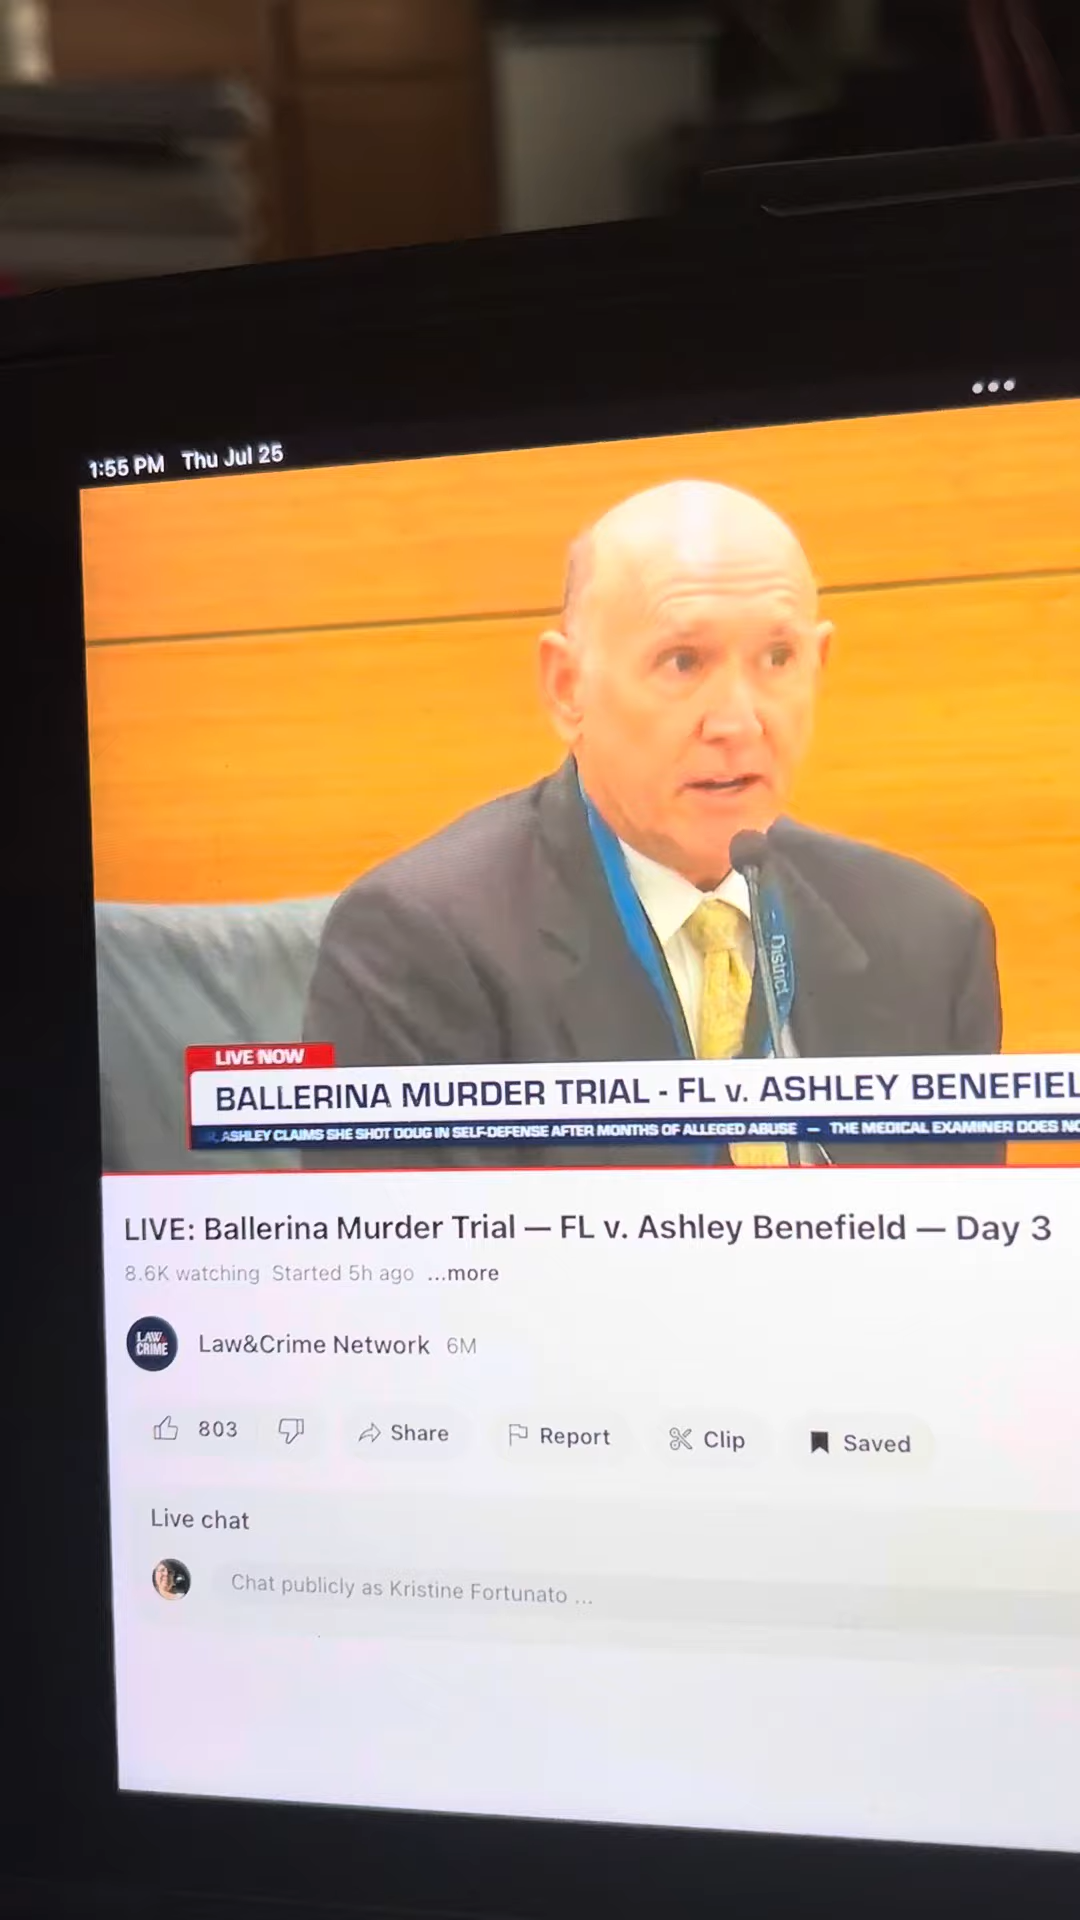 1:55 PM Thu Jul 25
District
LIVE NOW
BALLERINA MURDER TRIAL - FL v. ASHLEY BENEFIEL
ASHLEY CLAIMS SHE SHOT DOUG IN SELF-DEFENSE AFTER MONTHS OF ALLEGED ABUSE — THE MEDICAL EXAMINER DOES NO
LIVE: Ballerina Murder Trial — FL v. Ashley Benefield — Day 3
8.6K watching Started 5h ago ...more
LAW& CRIME
Law&Crime Network 6M
803 Share Report Clip Saved
Live chat
Chat publicly as Kristine Fortunato ...